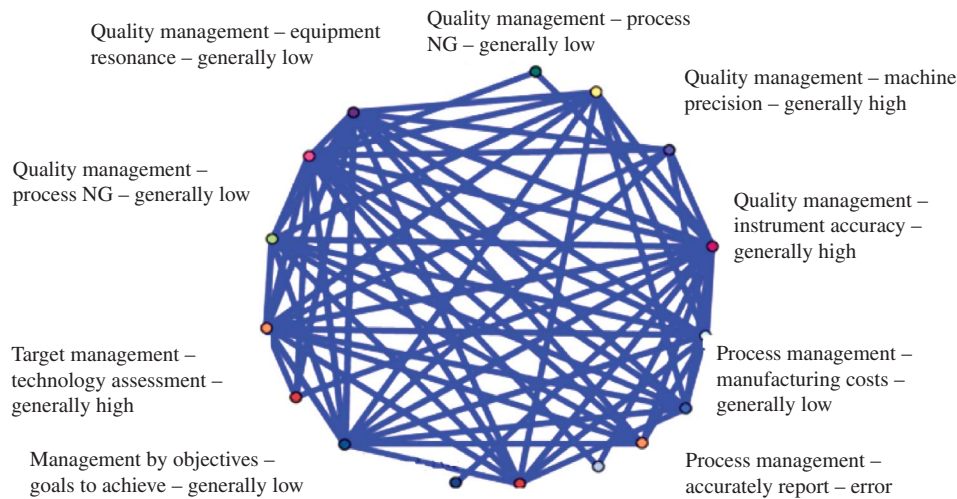 Quality management – equipment
resonance – generally low
Quality management – process
NG – generally low
Quality management – machine
precision – generally high
Quality management –
process NG – generally low
Quality management –
instrument accuracy –
generally high
Target management –
technology assessment –
generally high
Process management –
manufacturing costs –
generally low
Management by objectives –
goals to achieve – generally low
Process management –
accurately report – error